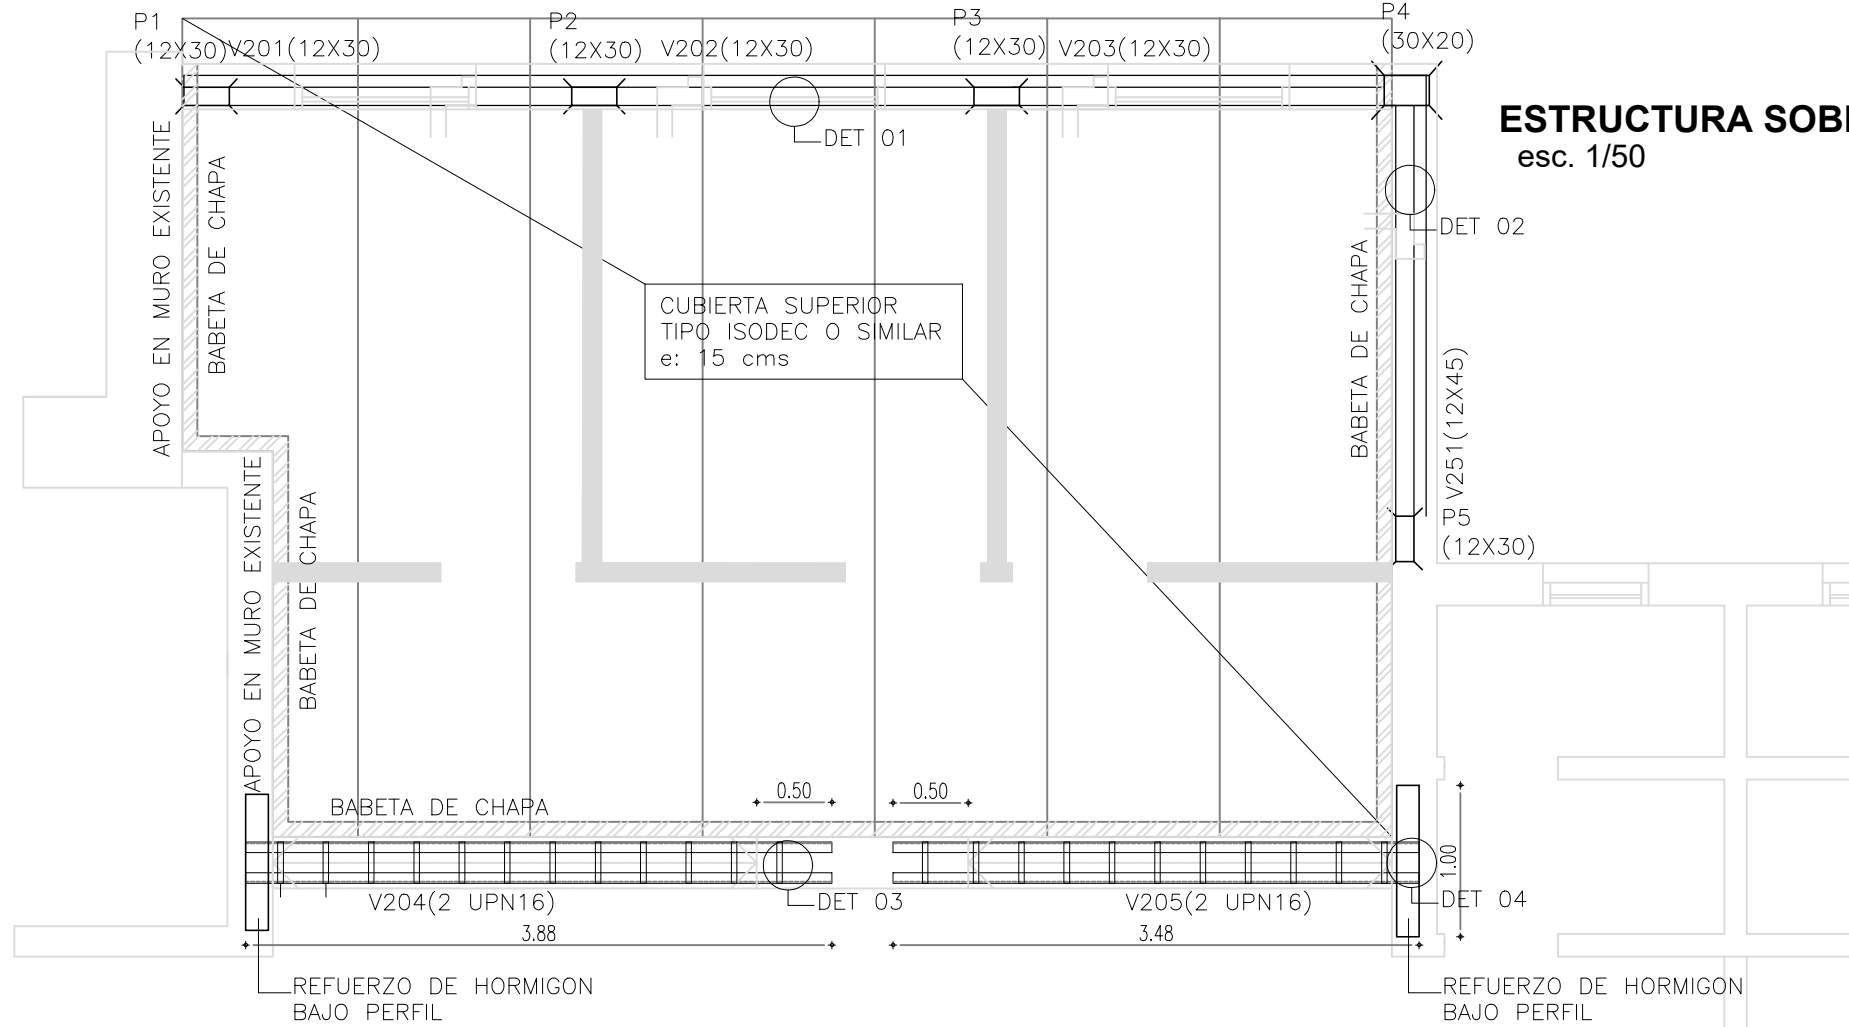 P1
(12X30)
V201(12X30)
P2
(12X30)
V202(12X30)
P3
(12X30)
V203(12X30)
P4
(30X20)
ESTRUCTURA SOB
esc. 1/50
DET 01
DET 02
APOYO EN MURO EXISTENTE
BABETA DE CHAPA
CUBIERTA SUPERIOR
TIPO ISODEC O SIMILAR
e: 15 cms
BABETA DE CHAPA
V251(12X45)
P5
(12X30)
APOYO EN MURO EXISTENTE
BABETA DE CHAPA
BABETA DE CHAPA
0.50
0.50
1.00
V204(2 UPN16)
DET 03
V205(2 UPN16)
DET 04
3.88
3.48
REFUERZO DE HORMIGON
BAJO PERFIL
REFUERZO DE HORMIGON
BAJO PERFIL